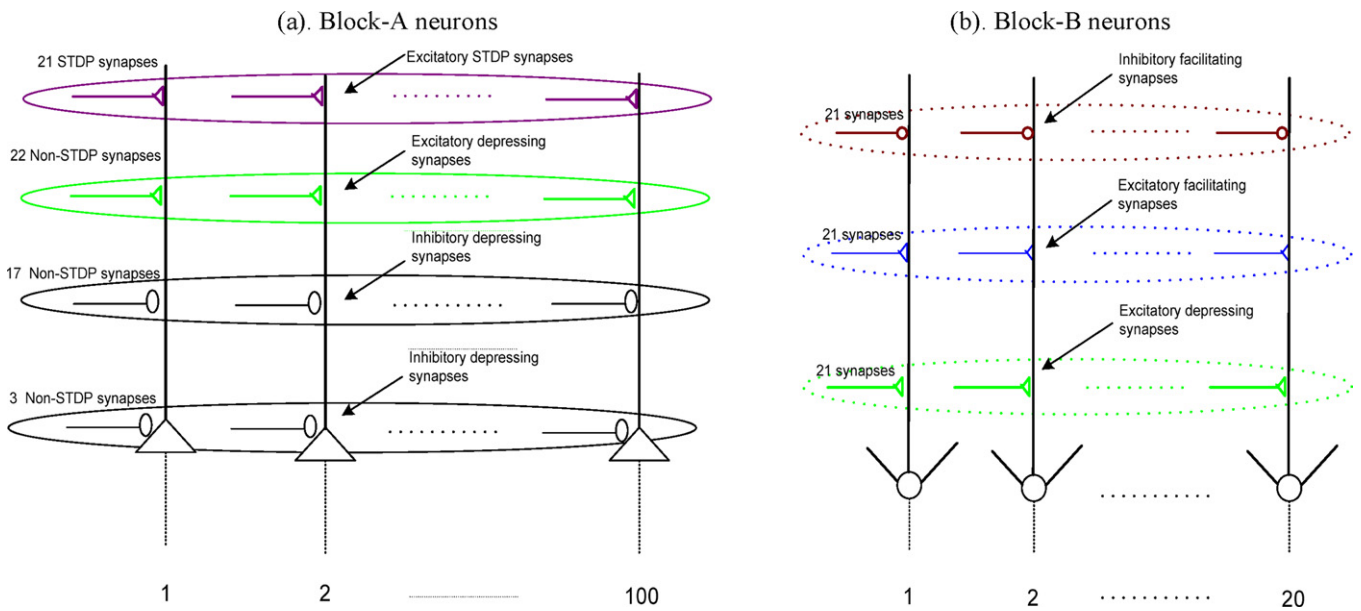 (a). Block-A neurons
21 STDP synapses
Excitatory STDP synapses
22 Non-STDP synapses
Excitatory depressing
synapses
17 Non-STDP synapses
Inhibitory depressing
synapses
3 Non-STDP synapses
Inhibitory depressing
synapses
1
2
100
(b). Block-B neurons
Inhibitory facilitating
synapses
21 synapses
Excitatory facilitating
synapses
21 synapses
Excitatory depressing
synapses
21 synapses
1
2
20